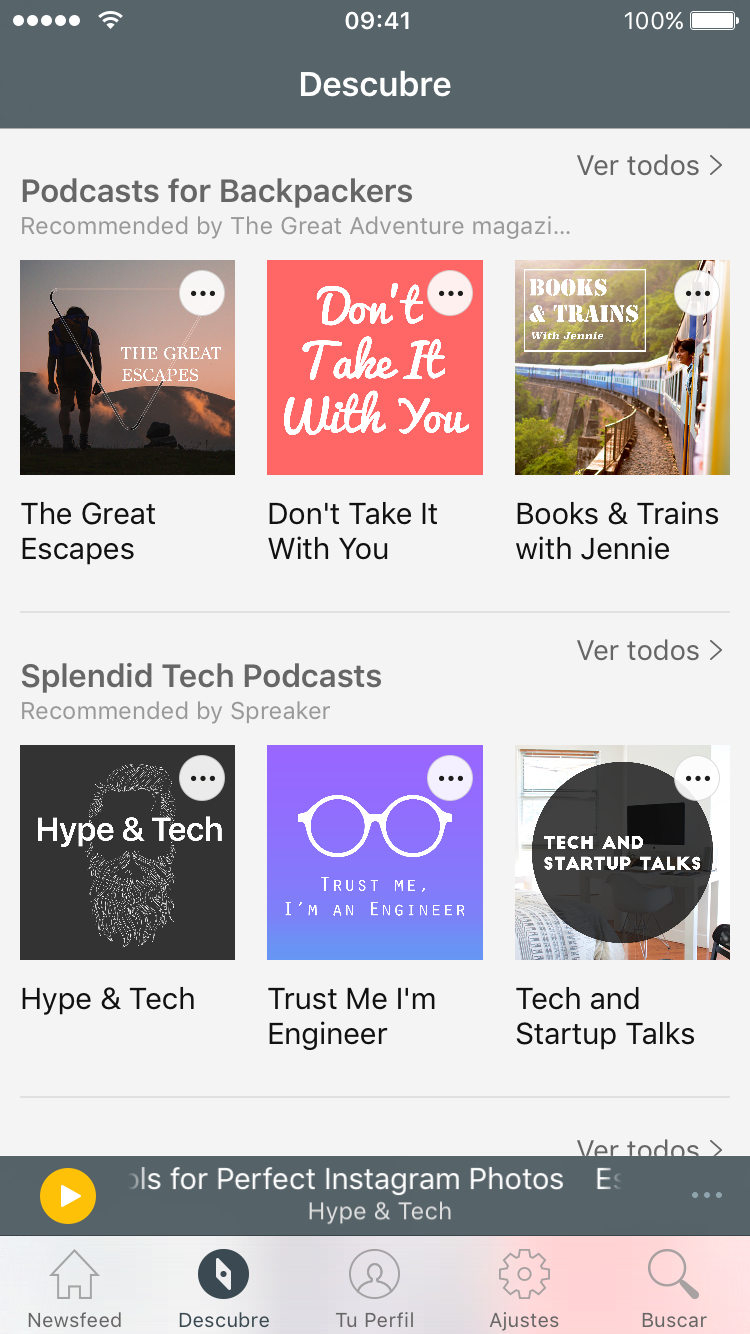 09:41
100%
Descubre
Ver todos
Podcasts for Backpackers
Recommended by The Great Adventure magazi...
THE GREAT
ESCAPES
Don't
Take It
With You
BOOKS
& TRAINS
With Jennie
The Great
Escapes
Don't Take It
With You
Books & Trains
with Jennie
Ver todos
Splendid Tech Podcasts
Recommended by Spreaker
Hype & Tech
TRUST ME,
I'M AN ENGINEER
TECH AND
STARTUP TALKS
Hype & Tech
Trust Me I'm
Engineer
Tech and
Startup Talks
Ver todos
ols for Perfect Instagram Photos Es
Hype & Tech
Newsfeed
Descubre
Tu Perfil
Ajustes
Buscar